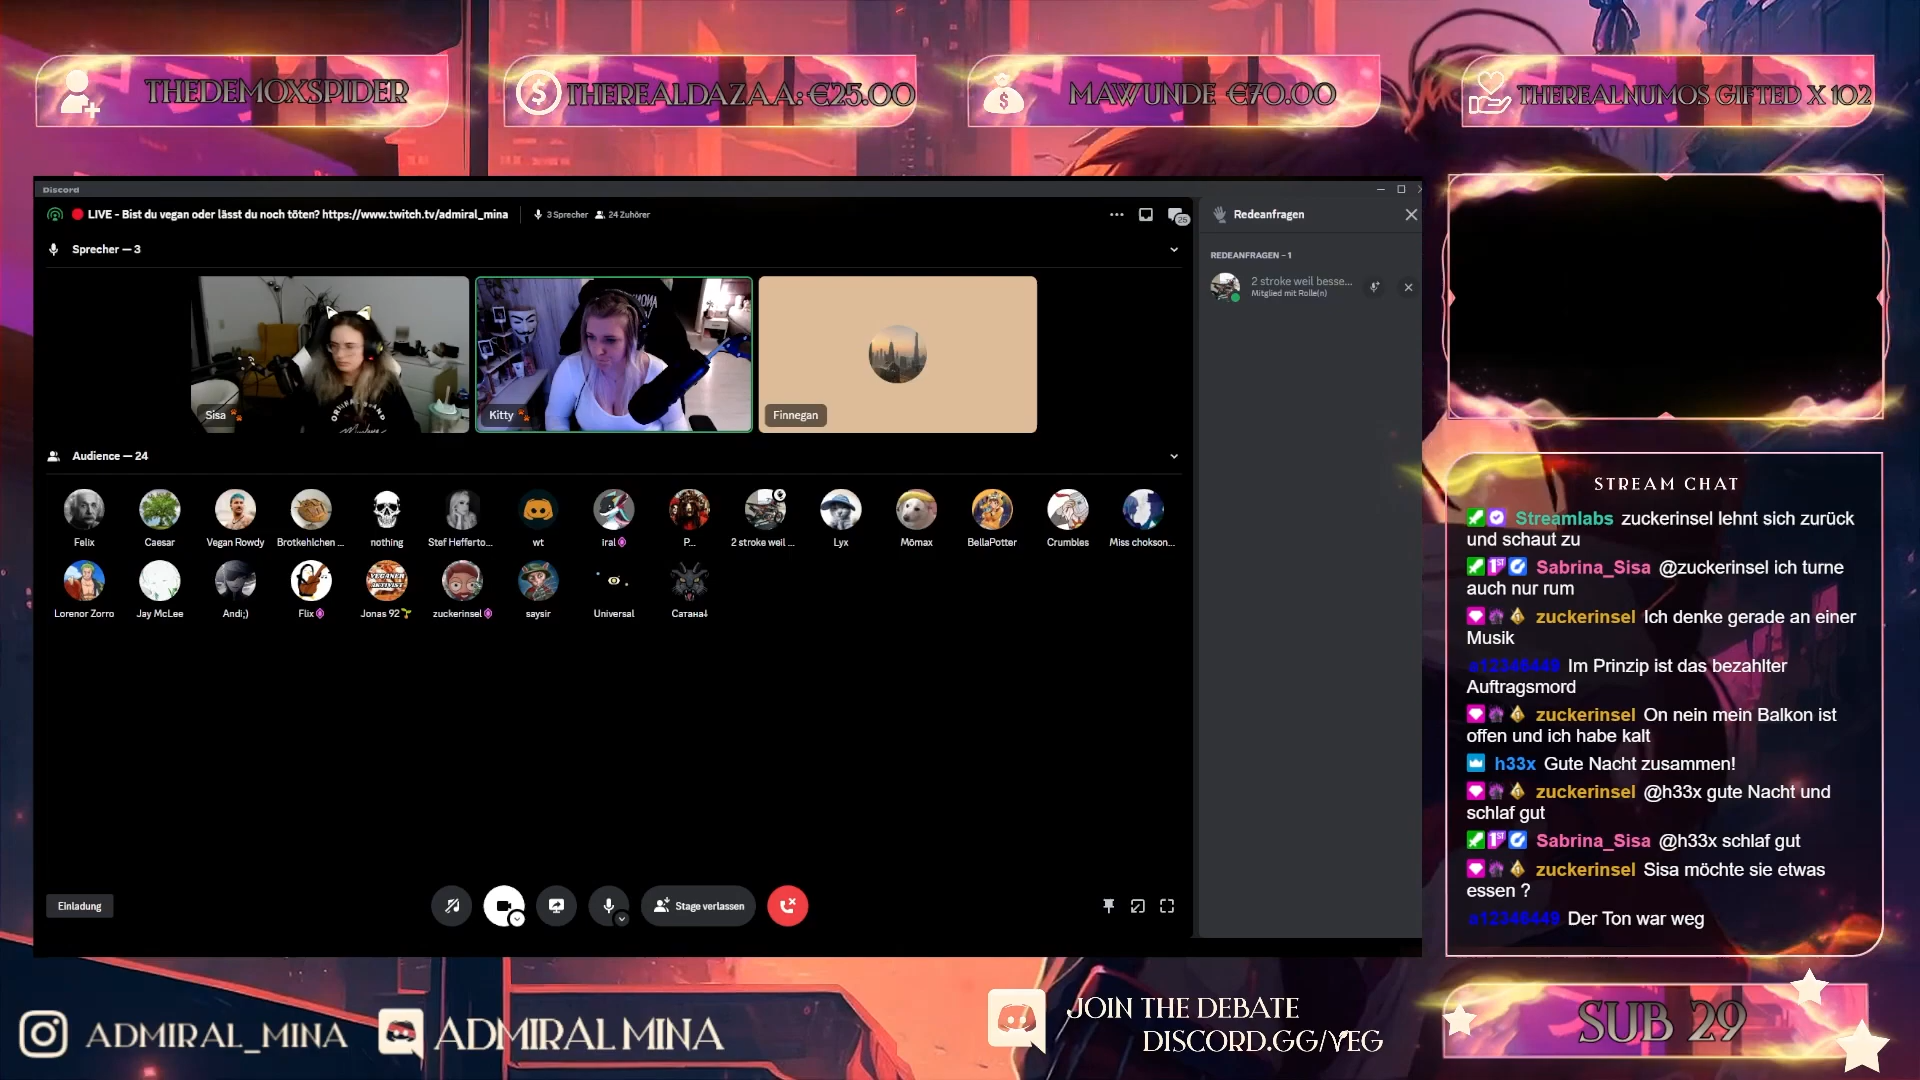 THEDEMOXSPIDER
THEREALDAZAA: €25.00
MAWUNDE €70.00
THEREALNUMOS GIFTED X 102
Discord
LIVE - Bist du vegan oder lässt du noch töten? https://www.twitch.tv/admiral_mina
3 Sprecher
24 Zuhörer
25
Redeanfragen
Sprecher — 3
REDEANFRAGEN – 1
2 stroke weil besse...
Mitglied mit Rolle(n)
Sisa
Kitty
Finnegan
Audience — 24
Felix
Caesar
Vegan Rowdy
Brotkehlchen ...
nothing
Stef Hefferto...
wt
iral
P...
2 stroke weil ...
Lyx
Mömax
BellaPotter
Crumbles
Miss chokson...
Lorenor Zorro
Jay McLee
Andi;)
Flix
Jonas 92
zuckerinsel
saysir
Universal
Сатана⸸
Einladung
Stage verlassen
STREAM CHAT
Streamlabs zuckerinsel lehnt sich zurück
und schaut zu
Sabrina_Sisa @zuckerinsel ich turne
auch nur rum
zuckerinsel Ich denke gerade an einer
Musik
a12346449 Im Prinzip ist das bezahlter
Auftragsmord
zuckerinsel On nein mein Balkon ist
offen und ich habe kalt
h33x Gute Nacht zusammen!
zuckerinsel @h33x gute Nacht und
schlaf gut
Sabrina_Sisa @h33x schlaf gut
zuckerinsel Sisa möchte sie etwas
essen ?
a12346449 Der Ton war weg
ADMIRAL_MINA
ADMIRAL MINA
JOIN THE DEBATE
DISCORD.GG/VEG
SUB 29